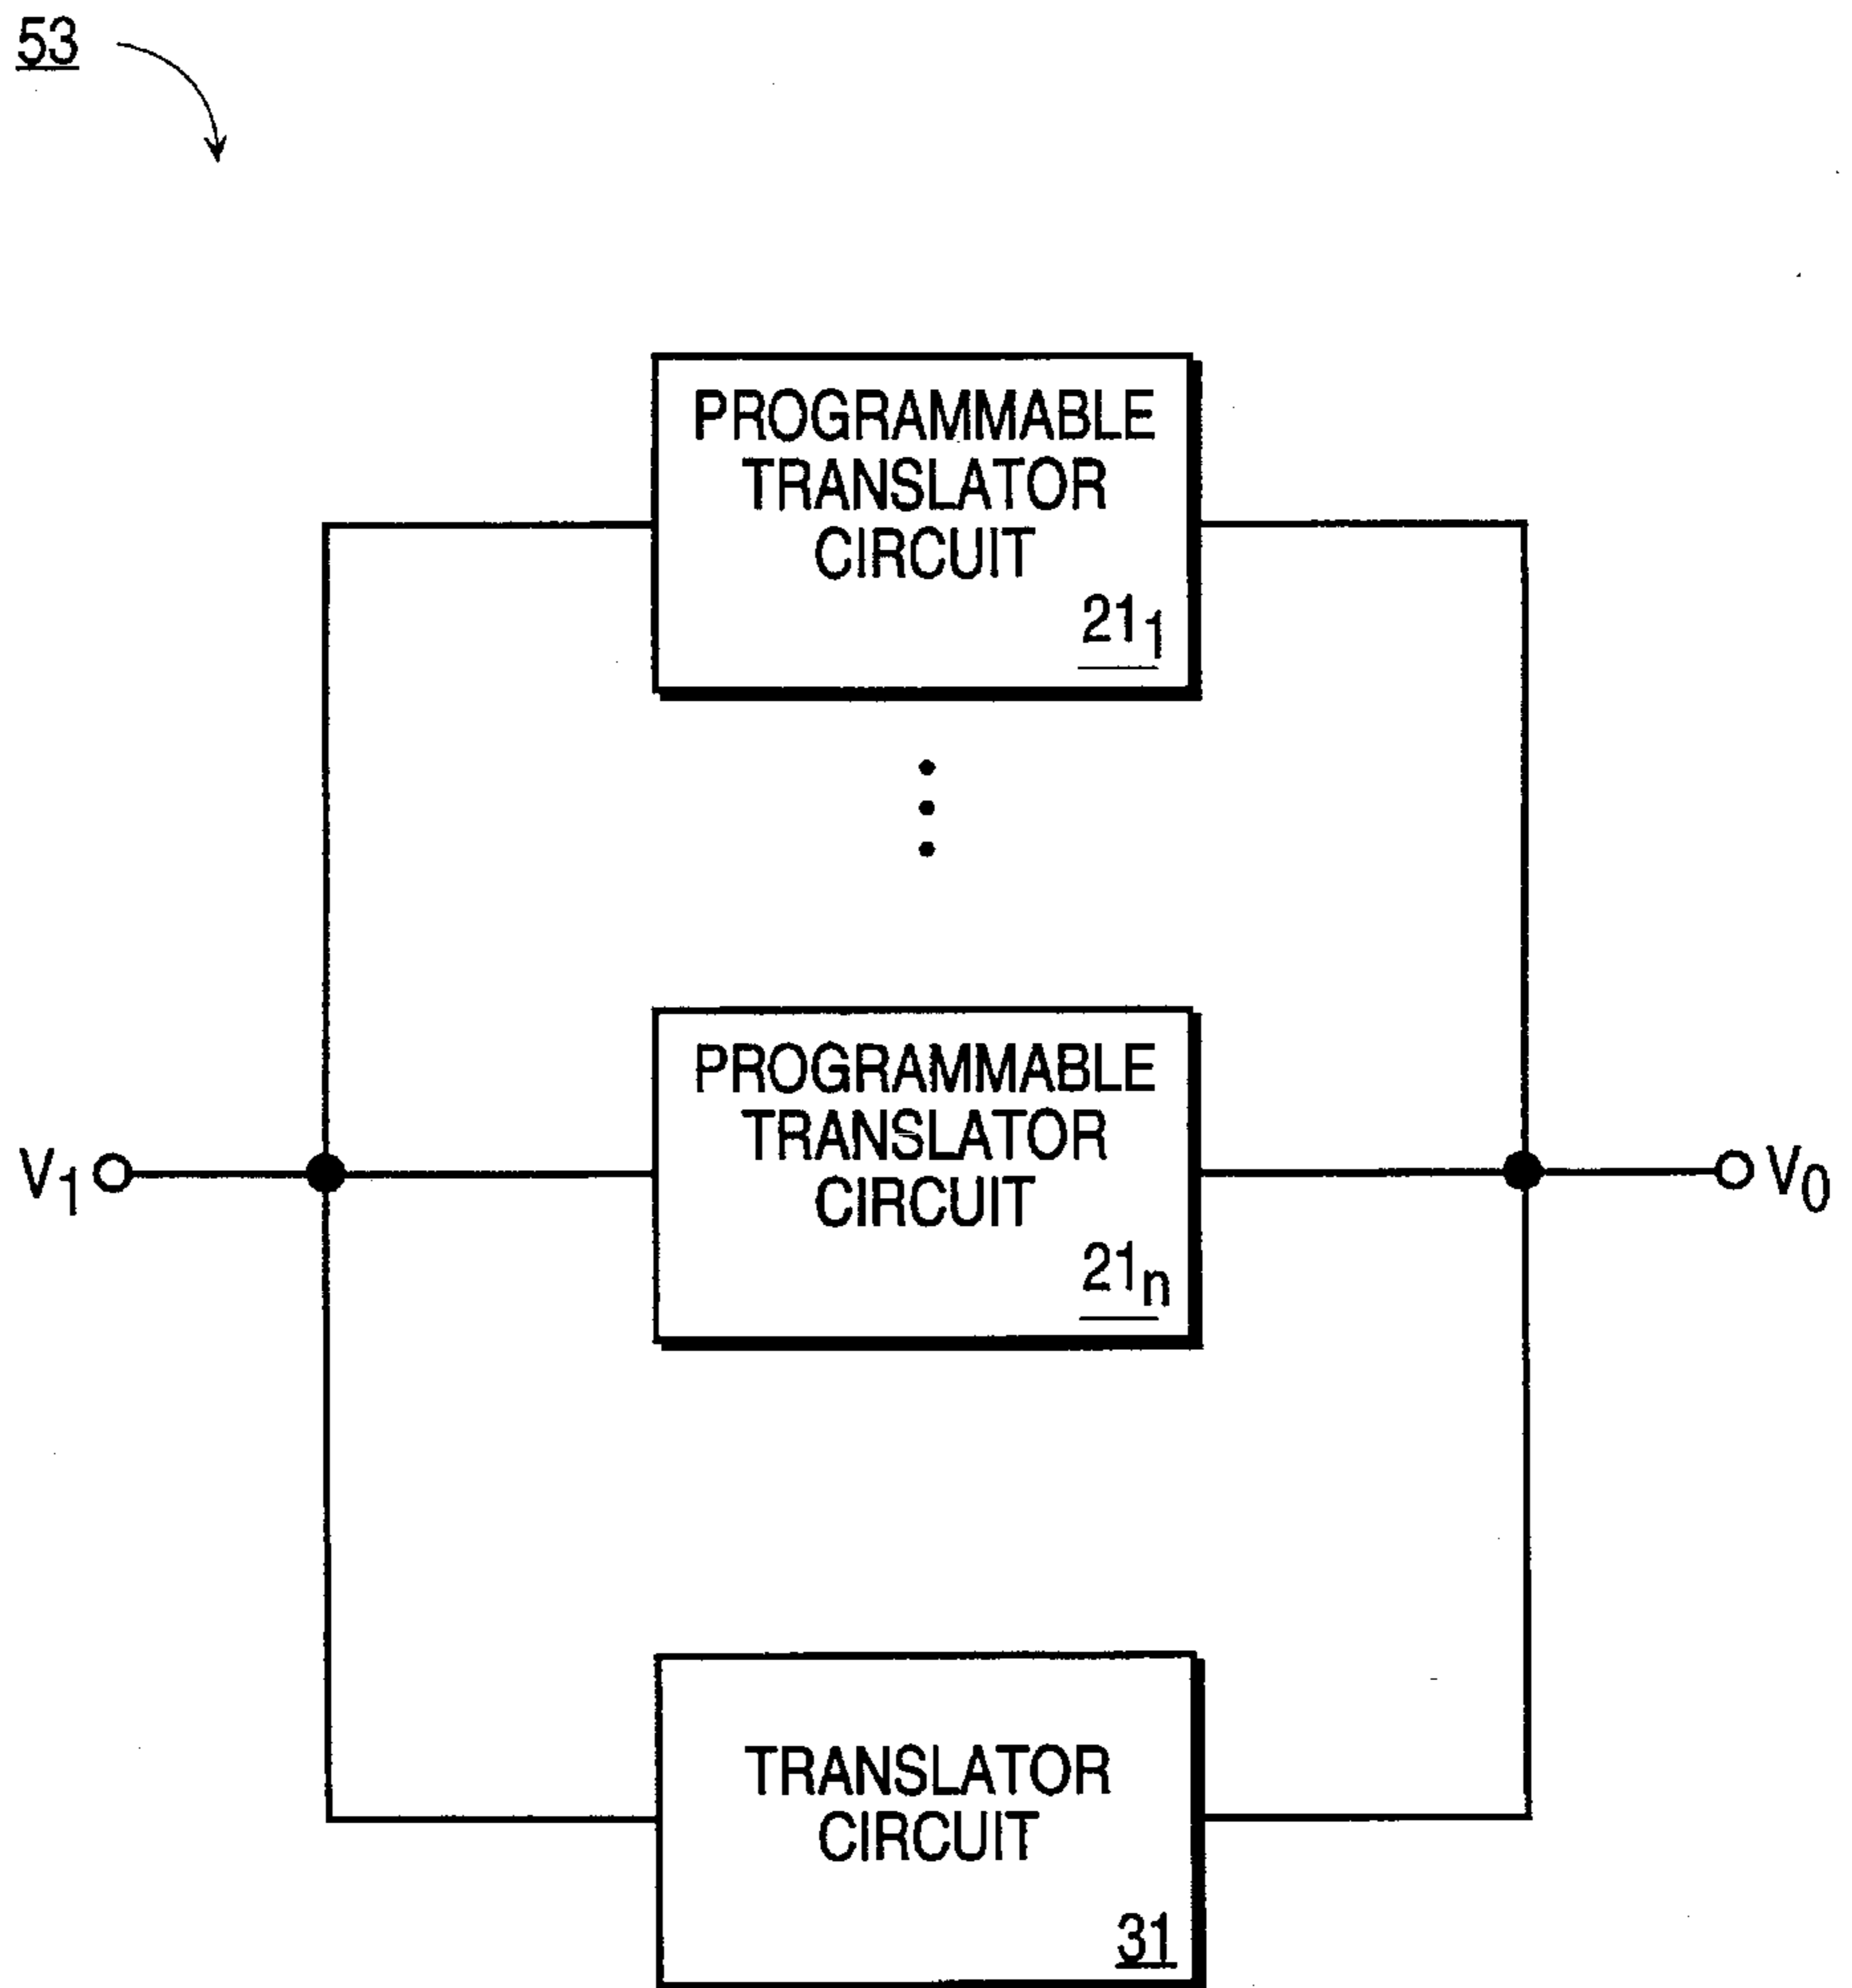 53
PROGRAMMABLE
TRANSLATOR
CIRCUIT
21₁
PROGRAMMABLE
TRANSLATOR
CIRCUIT
21ₙ
V₁
V₀
TRANSLATOR
CIRCUIT
31